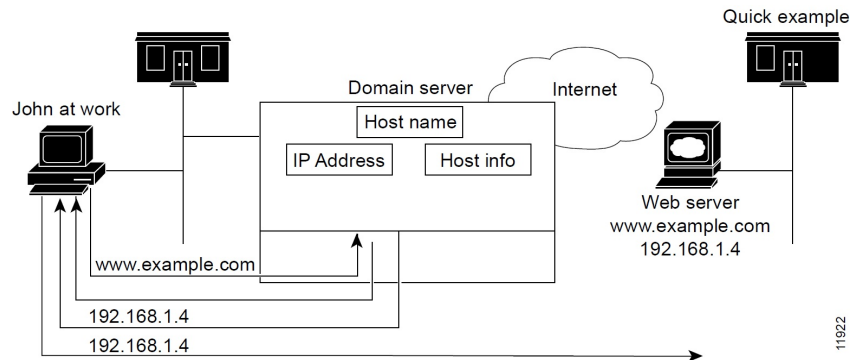 Quick example
Domain server
Internet
John at work
Host name
IP Address
Host info
Web server
www.example.com
192.168.1.4
www.example.com
192.168.1.4
192.168.1.4
11922